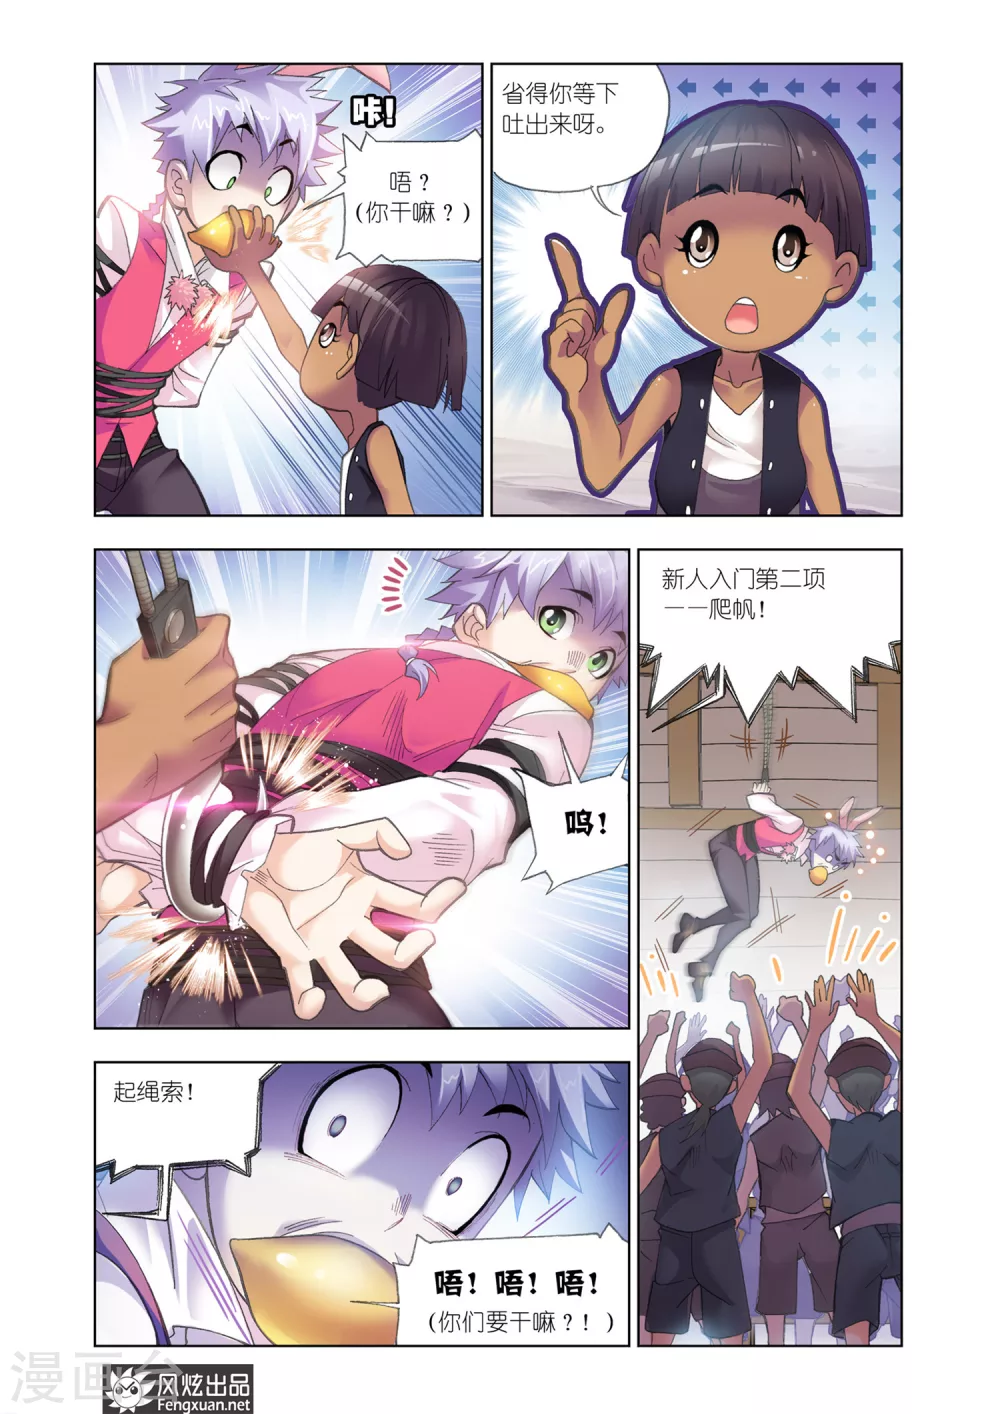 咔！
唔？
（你干嘛？）
省得你等下
吐出来呀。
呜！
起绳索！
唔！唔！唔！
（你们要干嘛？！）
新人入门第二项
——爬帆！
漫画台
风炫出品
Fengxuan.net